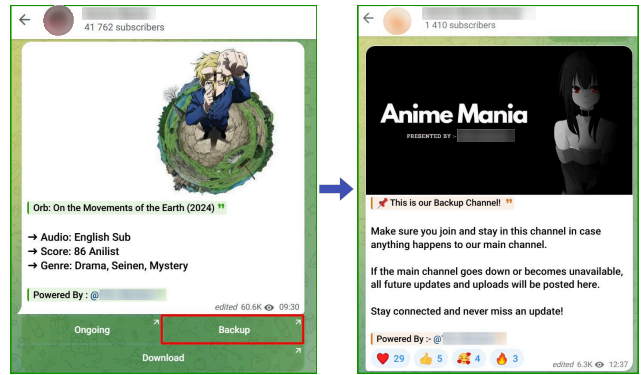 41 762 subscribers
Orb: On the Movements of the Earth (2024)
→ Audio: English Sub
→ Score: 86 Anilist
→ Genre: Drama, Seinen, Mystery
Powered By : @
edited 60.6K 09:30
Ongoing
Backup
Download
1 410 subscribers
Anime Mania
PRESENTED BY :-
📌 This is our Backup Channel!
Make sure you join and stay in this channel in case
anything happens to our main channel.
If the main channel goes down or becomes unavailable,
all future updates and uploads will be posted here.
Stay connected and never miss an update!
Powered By :- @
29 5 4 3
edited 6.3K 12:37